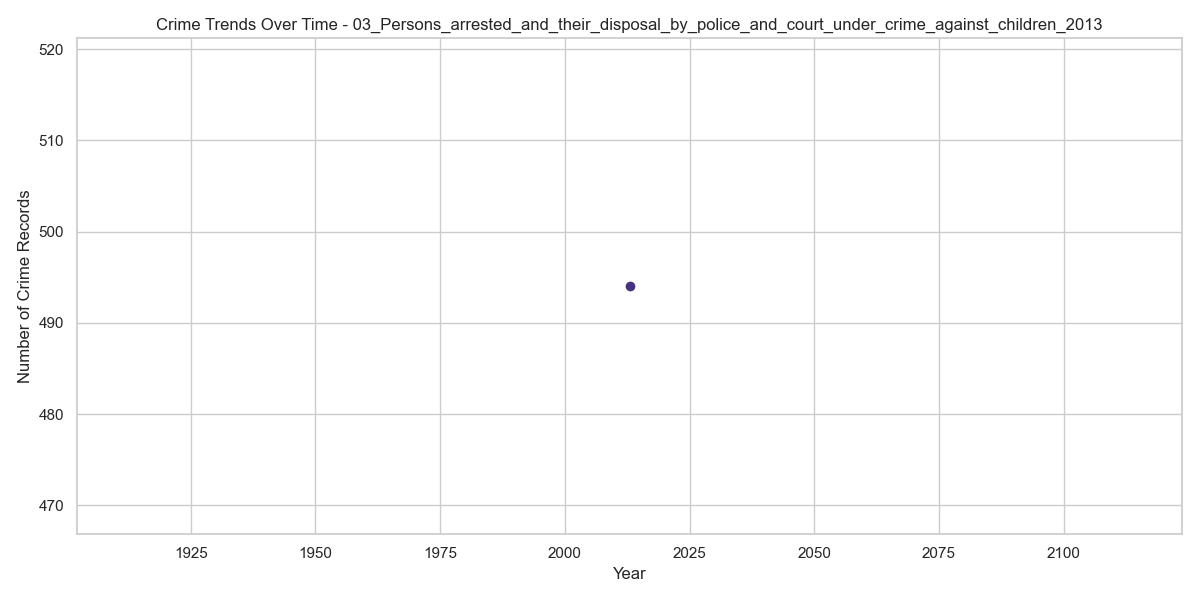 Crime Trends Over Time - 03_Persons_arrested_and_their_disposal_by_police_and_court_under_crime_against_children_2013
520
510
500
490
480
470
Number of Crime Records
1925 1950 1975 2000 2025 2050 2075 2100
Year